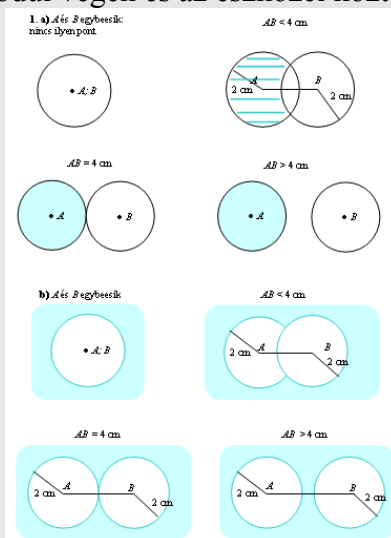 1. a) A és B egybeesik:
nincs ilyen pont.
AB < 4 cm
A; B
A
B
2 cm
2 cm
AB = 4 cm
AB > 4 cm
A
B
A
B
b) A és B egybeesik
AB < 4 cm
A; B
A
B
2 cm
2 cm
AB = 4 cm
AB > 4 cm
A
B
2 cm
2 cm
A
B
2 cm
2 cm